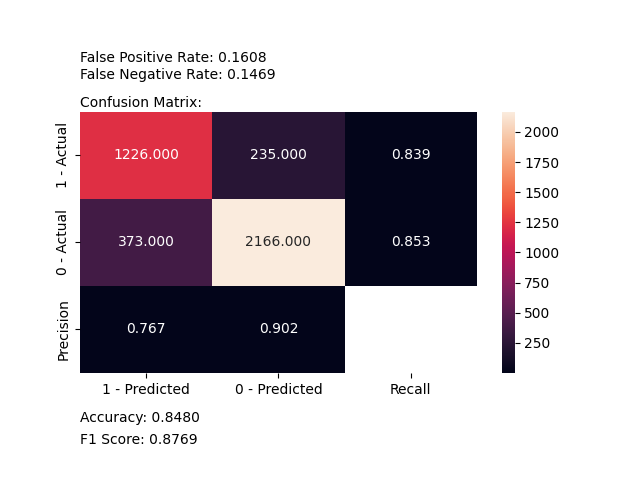 False Positive Rate: 0.1608
False Negative Rate: 0.1469
Confusion Matrix:
1 - Actual
1226.000 235.000 0.839
0 - Actual
373.000 2166.000 0.853
Precision
0.767 0.902
1 - Predicted 0 - Predicted Recall
2000
1750
1500
1250
1000
750
500
250
Accuracy: 0.8480
F1 Score: 0.8769